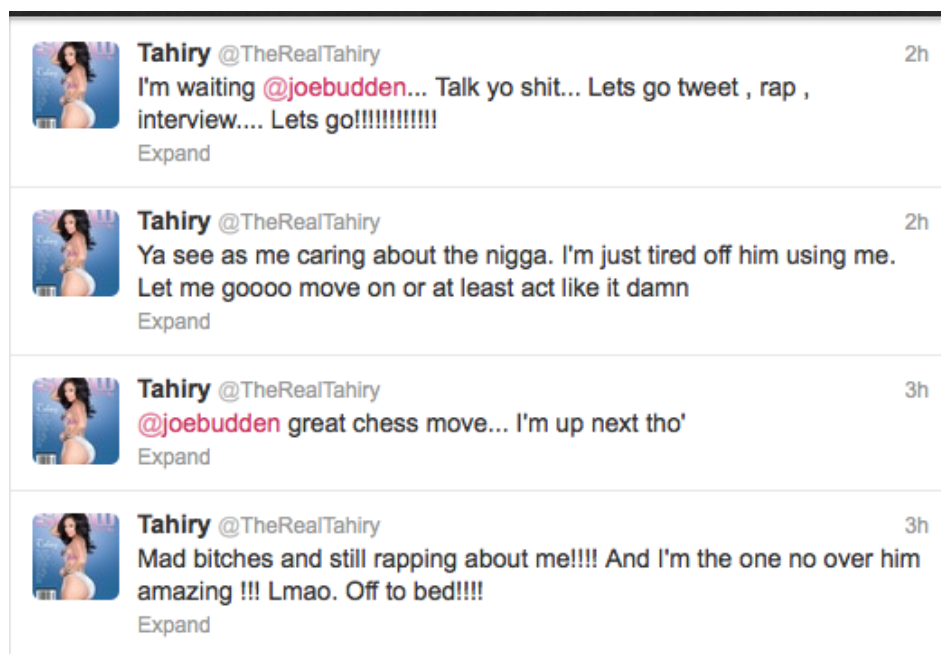 Tahiry @TheRealTahiry 2h
I'm waiting @joebudden... Talk yo shit... Lets go tweet , rap ,
interview.... Lets go!!!!!!!!!!!!
Expand
Tahiry @TheRealTahiry 2h
Ya see as me caring about the nigga. I'm just tired off him using me.
Let me goooo move on or at least act like it damn
Expand
Tahiry @TheRealTahiry 3h
@joebudden great chess move... I'm up next tho'
Expand
Tahiry @TheRealTahiry 3h
Mad bitches and still rapping about me!!!! And I'm the one no over him
amazing !!! Lmao. Off to bed!!!!
Expand